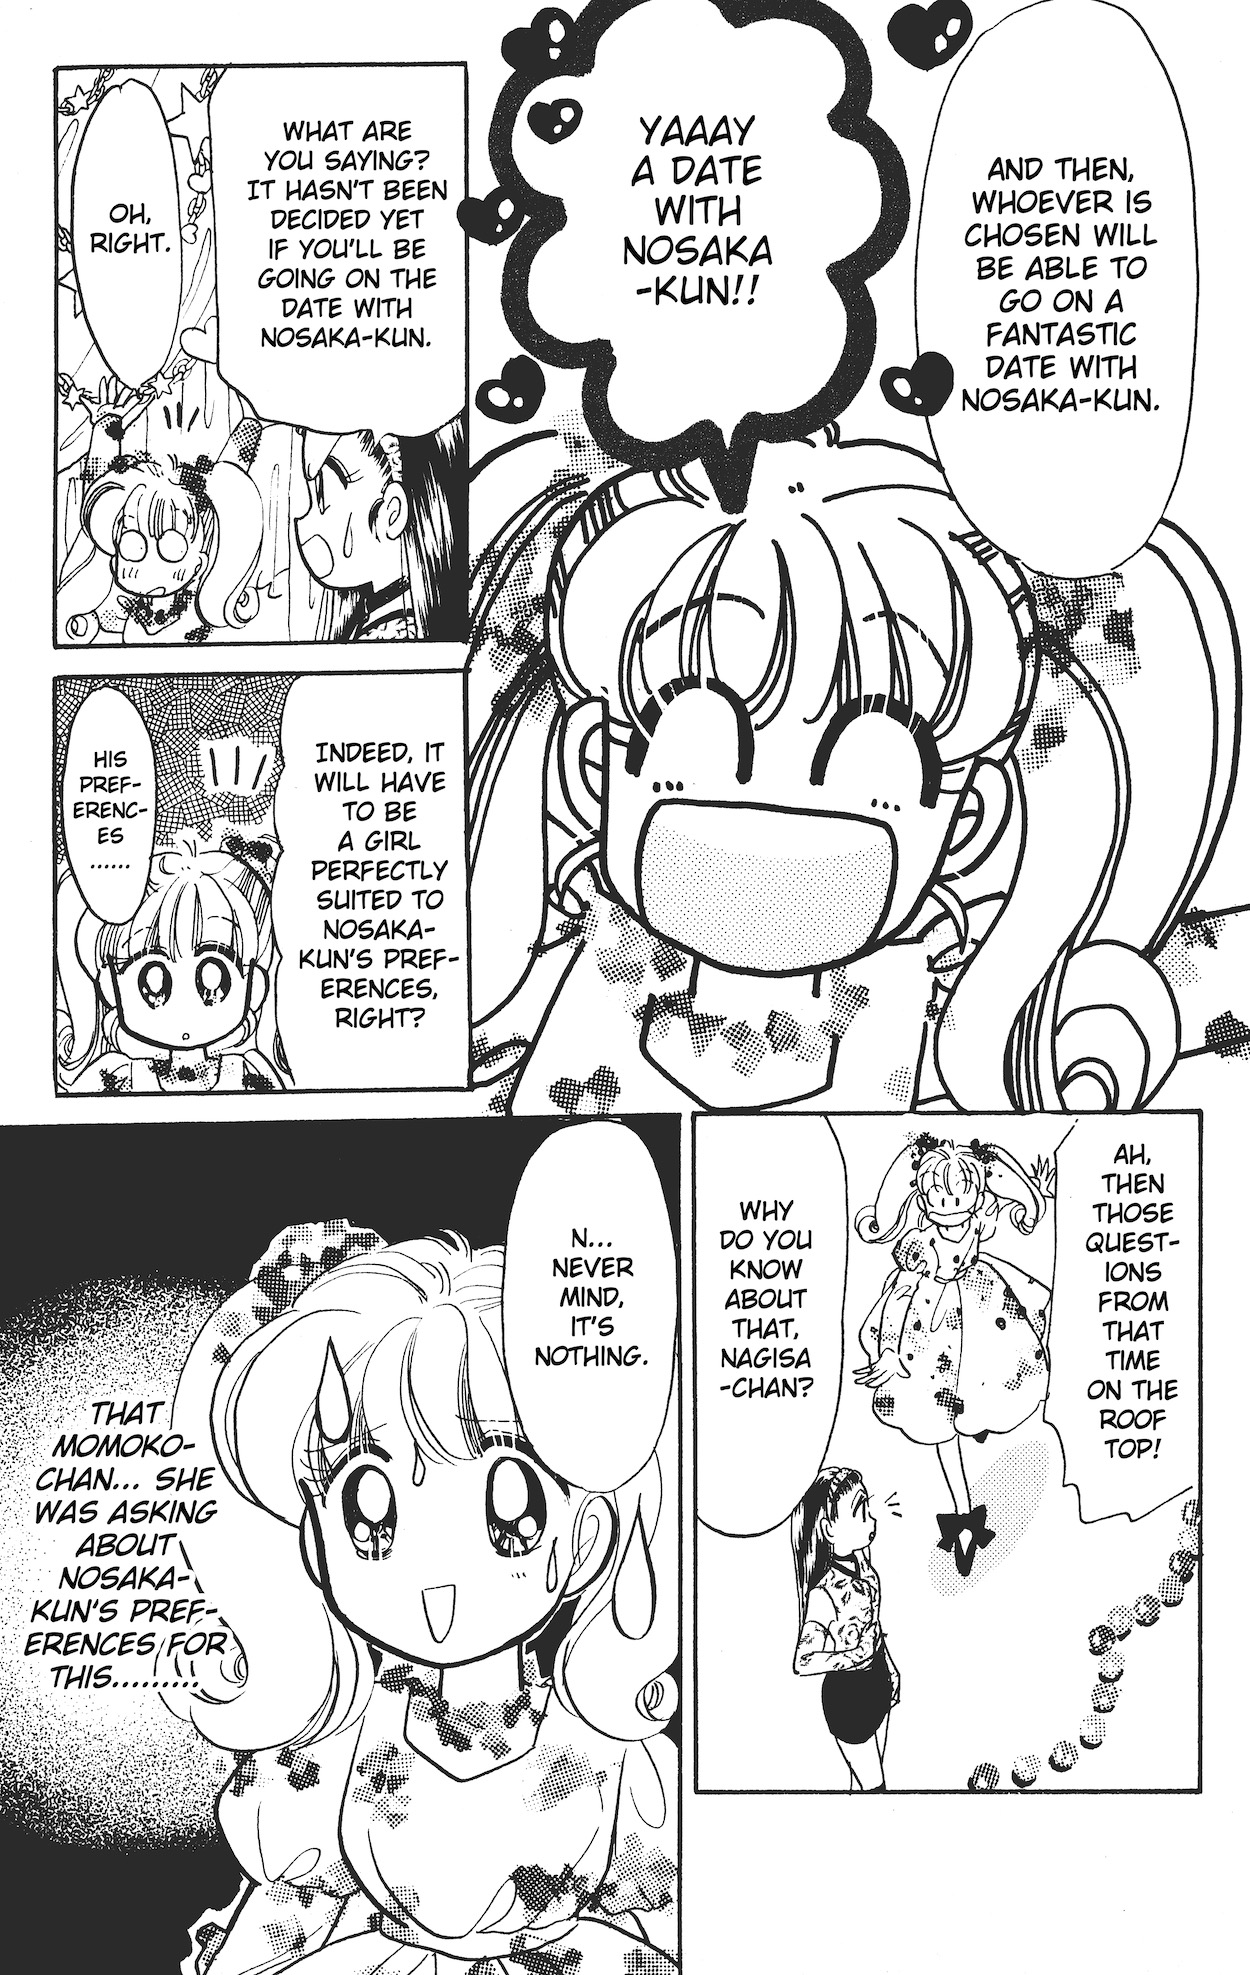 AND THEN,
WHOEVER IS
CHOSEN WILL
BE ABLE TO
GO ON A
FANTASTIC
DATE WITH
NOSAKA-KUN.
YAAAY
A DATE
WITH
NOSAKA
-KUN!!
WHAT ARE
YOU SAYING?
IT HASN'T BEEN
DECIDED YET
IF YOU'LL BE
GOING ON THE
DATE WITH
NOSAKA-KUN.
OH,
RIGHT.
INDEED, IT
WILL HAVE
TO BE
A GIRL
PERFECTLY
SUITED TO
NOSAKA-
KUN'S PREF-
ERENCES,
RIGHT?
HIS
PREF-
ERENC-
ES
......
AH,
THEN
THOSE
QUEST-
IONS
FROM
THAT
TIME
ON THE
ROOF
TOP!
WHY
DO YOU
KNOW
ABOUT
THAT,
NAGISA
-CHAN?
N...
NEVER
MIND,
IT'S
NOTHING.
THAT
MOMOKO-
CHAN... SHE
WAS ASKING
ABOUT
NOSAKA-
KUN'S PREF-
ERENCES FOR
THIS.........